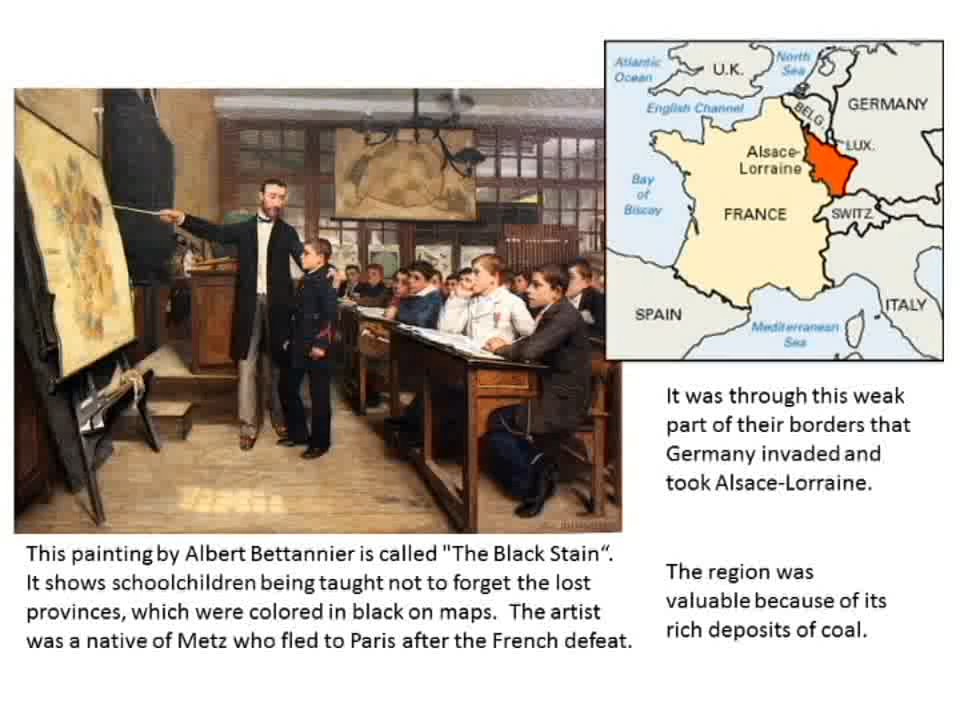 Atlantic
Ocean
U.K.
North
Sea
English Channel
BELG.
GERMANY
LUX.
Alsace-
Lorraine
Bay
of
Biscay
FRANCE
SWITZ.
SPAIN
ITALY
Mediterranean
Sea
It was through this weak
part of their borders that
Germany invaded and
took Alsace-Lorraine.
This painting by Albert Bettannier is called "The Black Stain“.
It shows schoolchildren being taught not to forget the lost
provinces, which were colored in black on maps.  The artist
was a native of Metz who fled to Paris after the French defeat.
The region was
valuable because of its
rich deposits of coal.